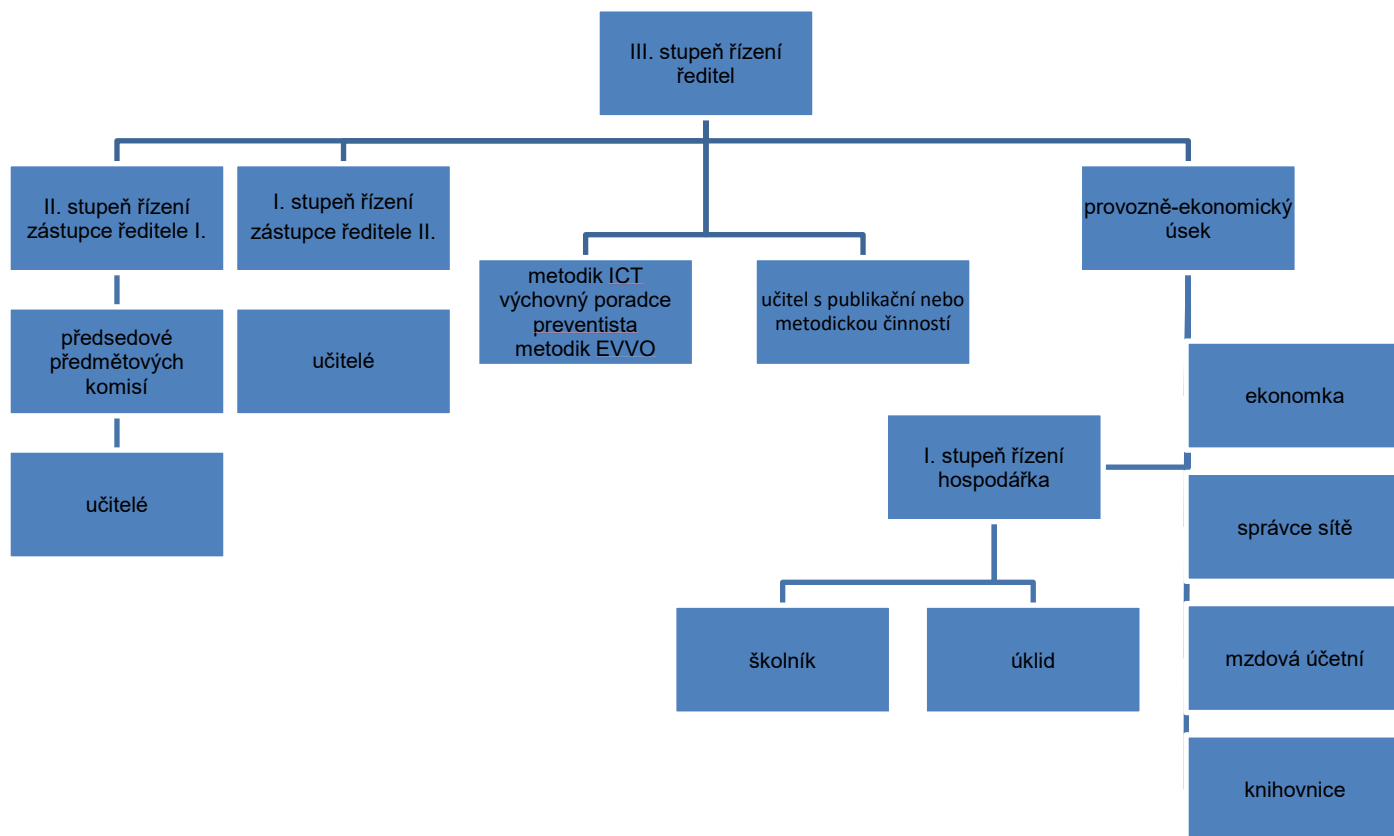 III. stupeň řízení
ředitel
II. stupeň řízení
zástupce ředitele I.
I. stupeň řízení
zástupce ředitele II.
provozně-ekonomický
úsek
metodik ICT
výchovný poradce
preventista
metodik EVVO
učitel s publikační nebo
metodickou činností
předsedové
předmětových
komisí
učitelé
ekonomka
I. stupeň řízení
hospodářka
učitelé
správce sítě
školník
úklid
mzdová účetní
knihovnice